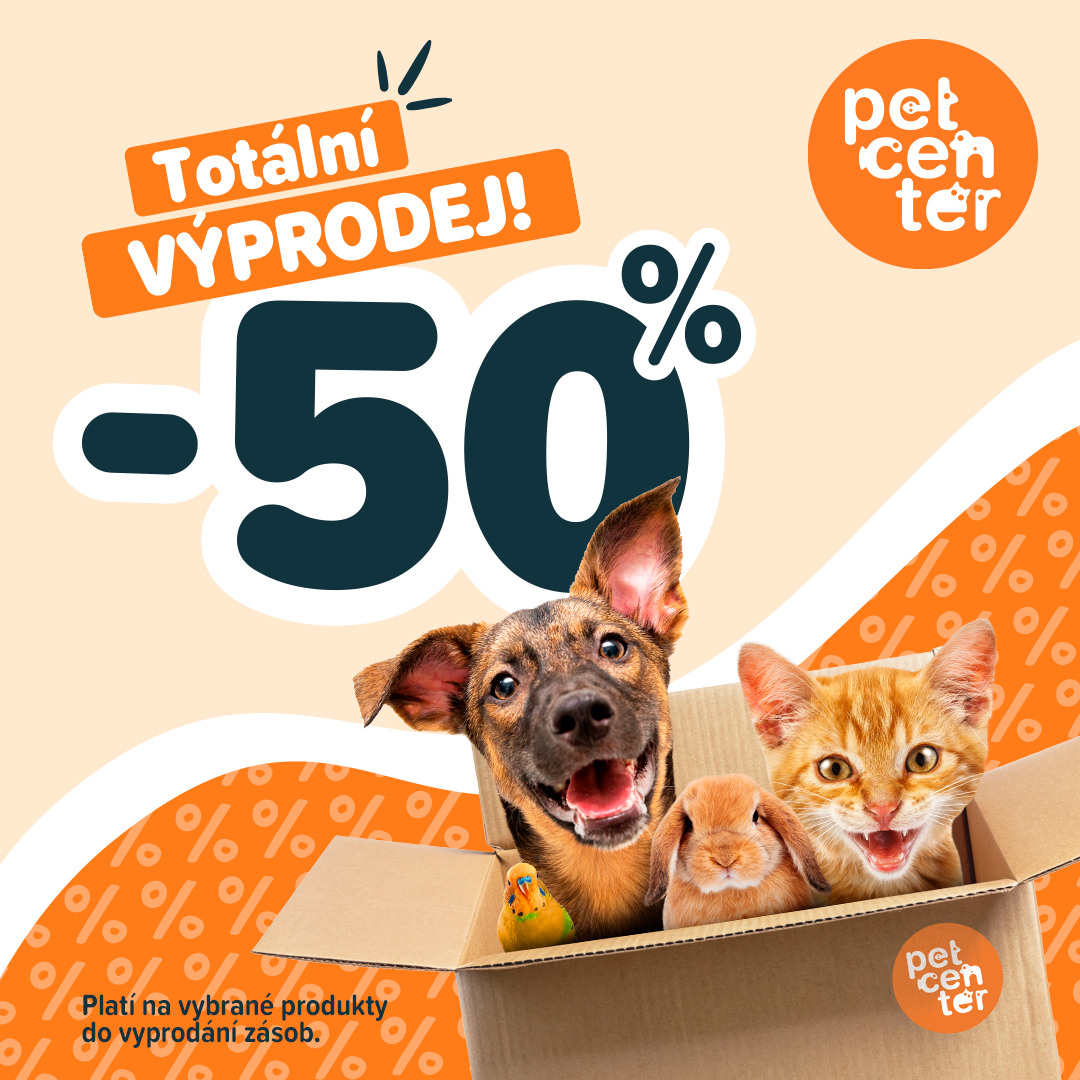 Totální
VÝPRODEJ!
-50%
pet
cen
ter
Platí na vybrané produkty
do vyprodání zásob.
pet
cen
ter